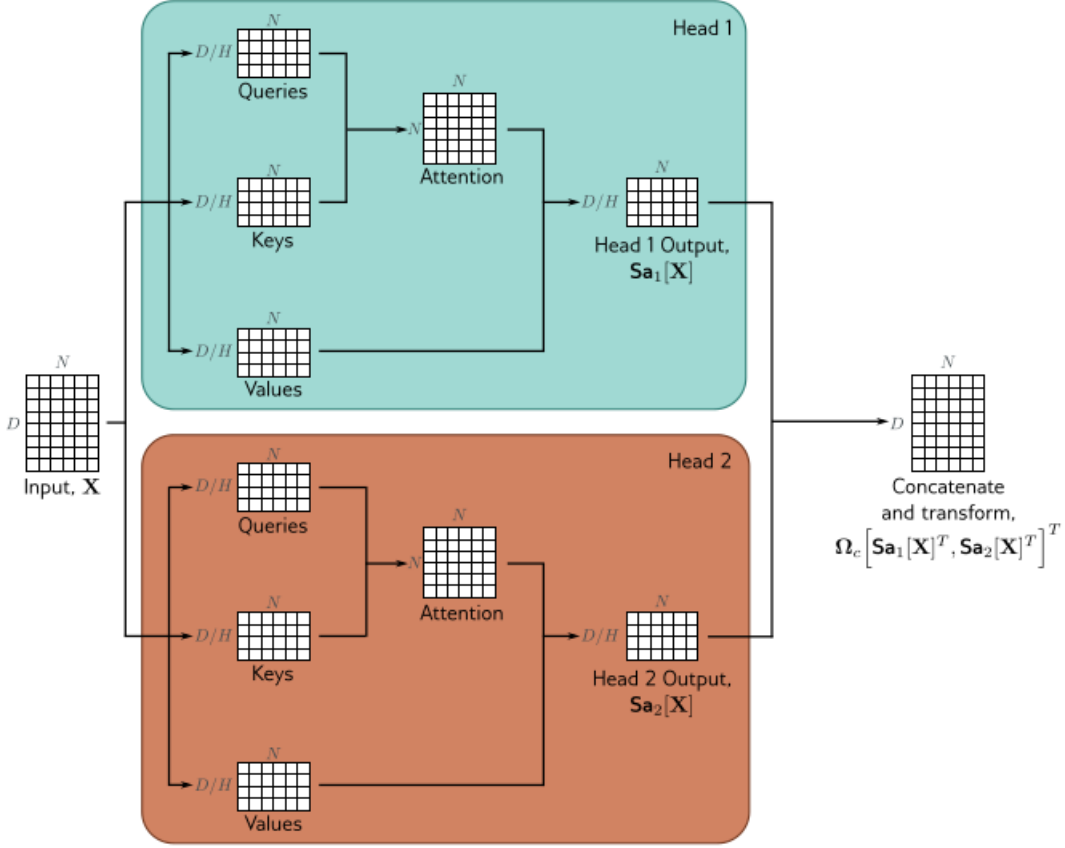 Head 1
N
D/H
Queries
N
N
Attention
N
D/H
Keys
N
D/H
Head 1 Output,
Sa₁[X]
N
D/H
Values
N
D
Input, X
N
D
Concatenate
and transform,
Ω_c[Sa₁[X]ᵀ, Sa₂[X]ᵀ]ᵀ
Head 2
N
D/H
Queries
N
N
Attention
N
D/H
Keys
N
D/H
Head 2 Output,
Sa₂[X]
N
D/H
Values